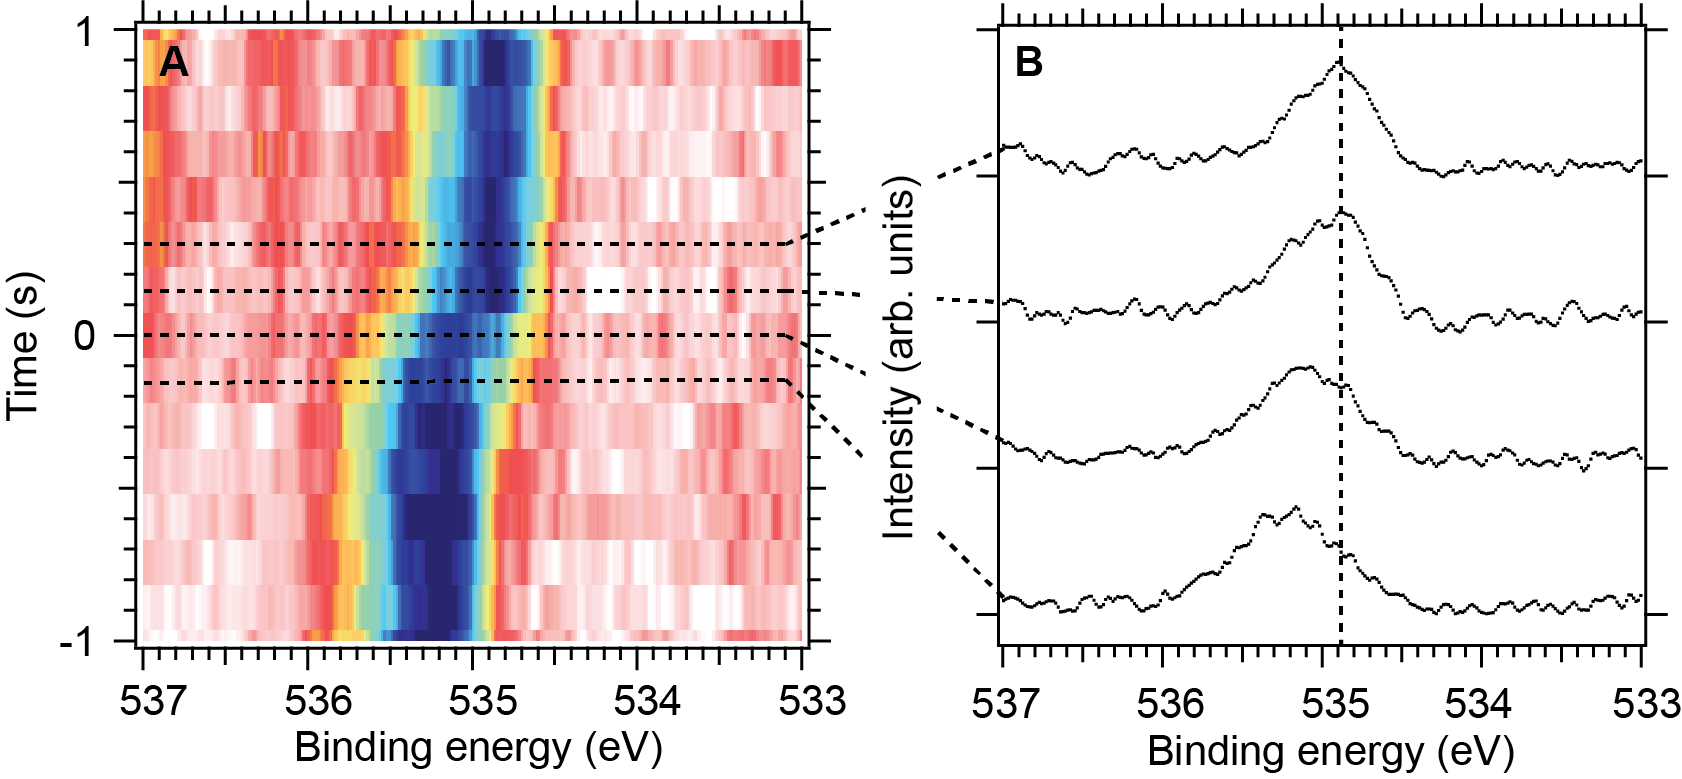 A
1
0
-1
Time (s)
537 536 535 534 533
Binding energy (eV)
B
Intensity (arb. units)
537 536 535 534 533
Binding energy (eV)